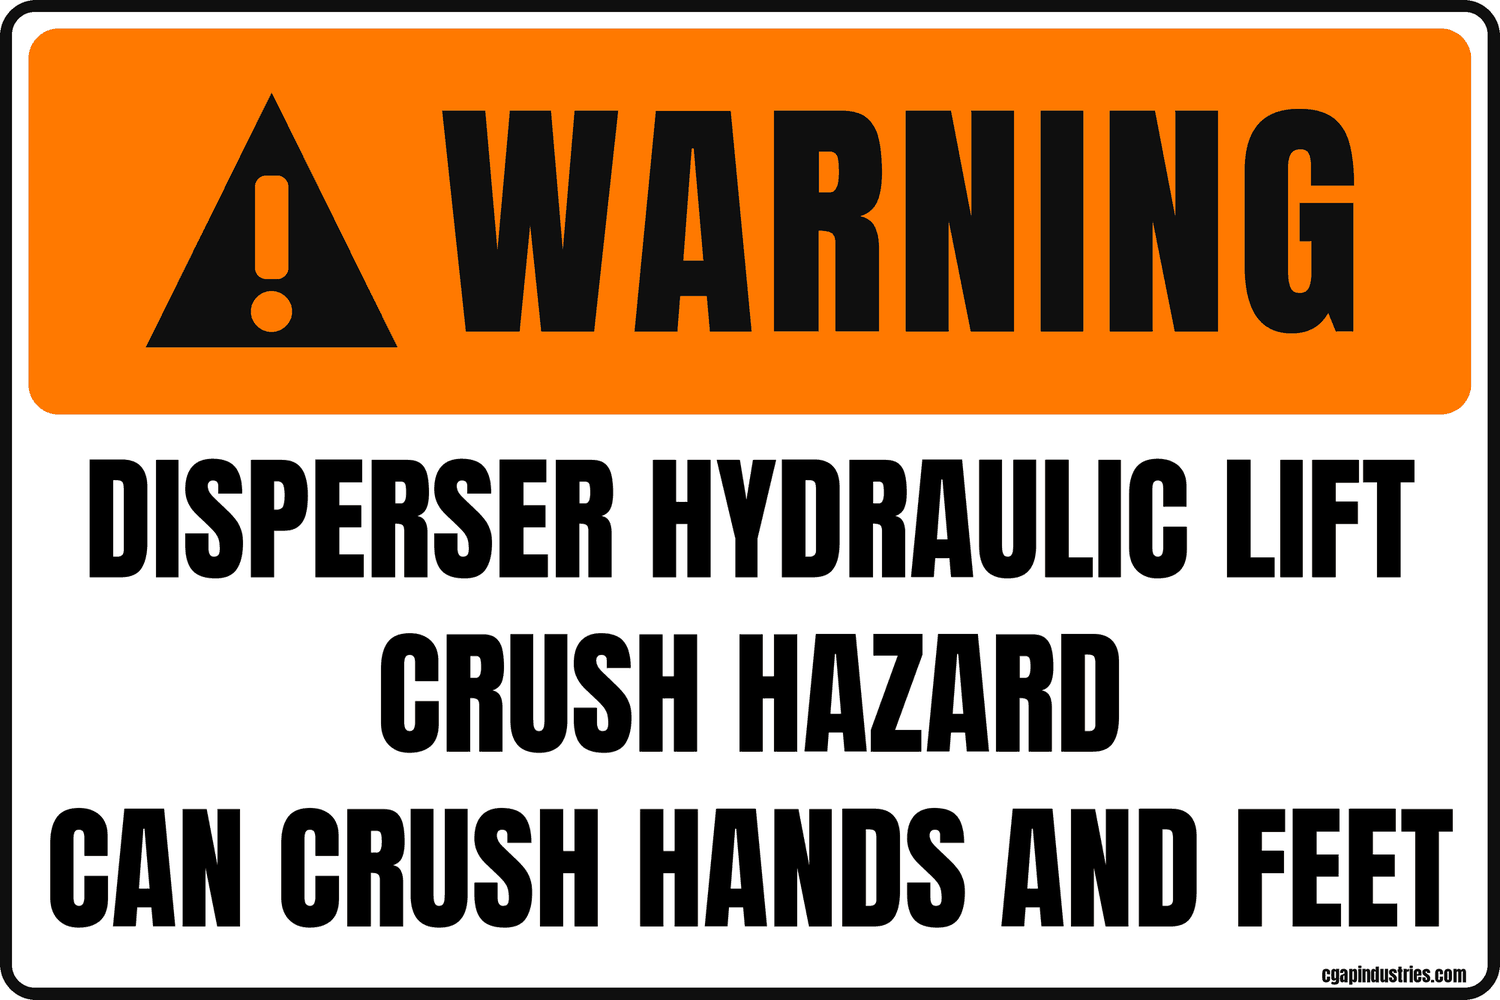 WARNING
DISPERSER HYDRAULIC LIFT
CRUSH HAZARD
CAN CRUSH HANDS AND FEET
cgapindustries.com